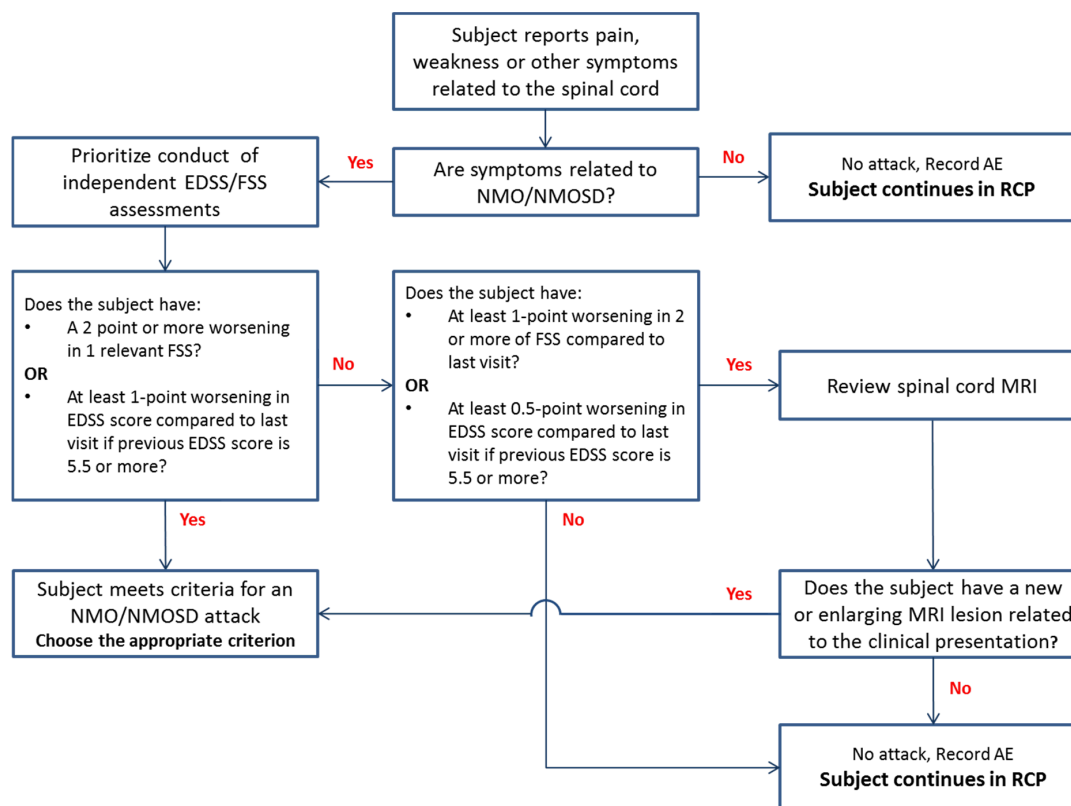 Subject reports pain,
weakness or other symptoms
related to the spinal cord
Prioritize conduct of
independent EDSS/FSS
assessments
Yes
Are symptoms related to
NMO/NMOSD?
No
No attack, Record AE
Subject continues in RCP
Does the subject have:
• A 2 point or more worsening
in 1 relevant FSS?
OR
• At least 1-point worsening in
EDSS score compared to last
visit if previous EDSS score is
5.5 or more?
No
Does the subject have:
• At least 1-point worsening in 2
or more of FSS compared to
last visit?
OR
• At least 0.5-point worsening in
EDSS score compared to last
visit if previous EDSS score is
5.5 or more?
Yes
Review spinal cord MRI
Yes
No
Subject meets criteria for an
NMO/NMOSD attack
Choose the appropriate criterion
Yes
Does the subject have a new
or enlarging MRI lesion related
to the clinical presentation?
No
No attack, Record AE
Subject continues in RCP